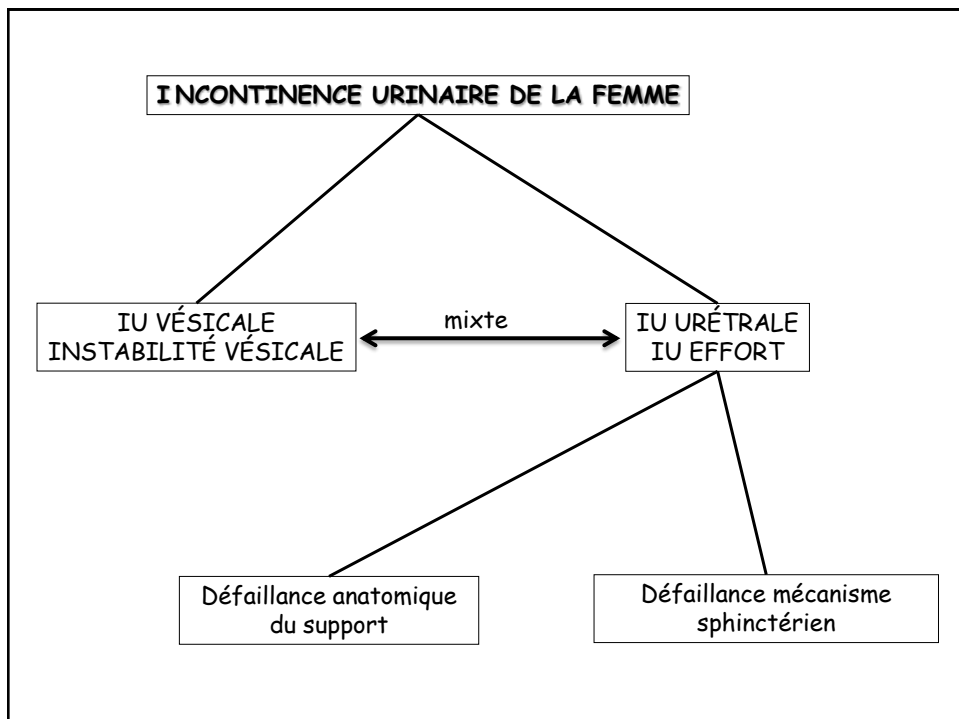 INCONTINENCE URINAIRE DE LA FEMME
IU VÉSICALE
INSTABILITÉ VÉSICALE
mixte
IU URÉTRALE
IU EFFORT
Défaillance anatomique
du support
Défaillance mécanisme
sphinctérien